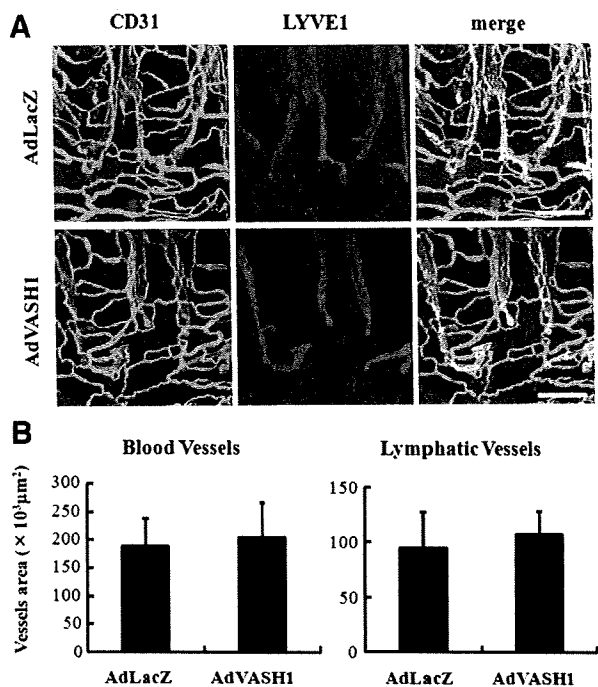 A
CD31 LYVE1 merge
AdLacZ
AdVASH1
B
Blood Vessels
Vessels area ( × 10³μm²)
300
250
200
150
100
50
0
AdLacZ AdVASH1
Lymphatic Vessels
150
100
50
0
AdLacZ AdVASH1